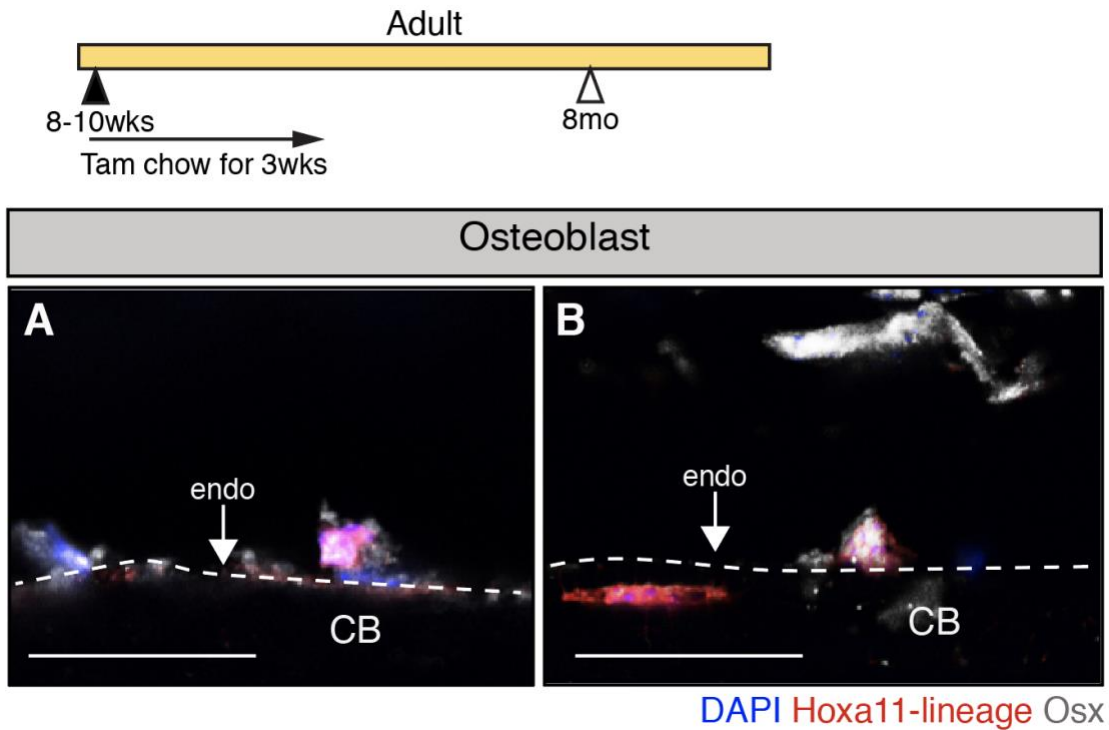 Adult
8-10wks
8mo
Tam chow for 3wks
Osteoblast
A
B
endo
endo
CB
CB
DAPI Hoxa11-lineage Osx